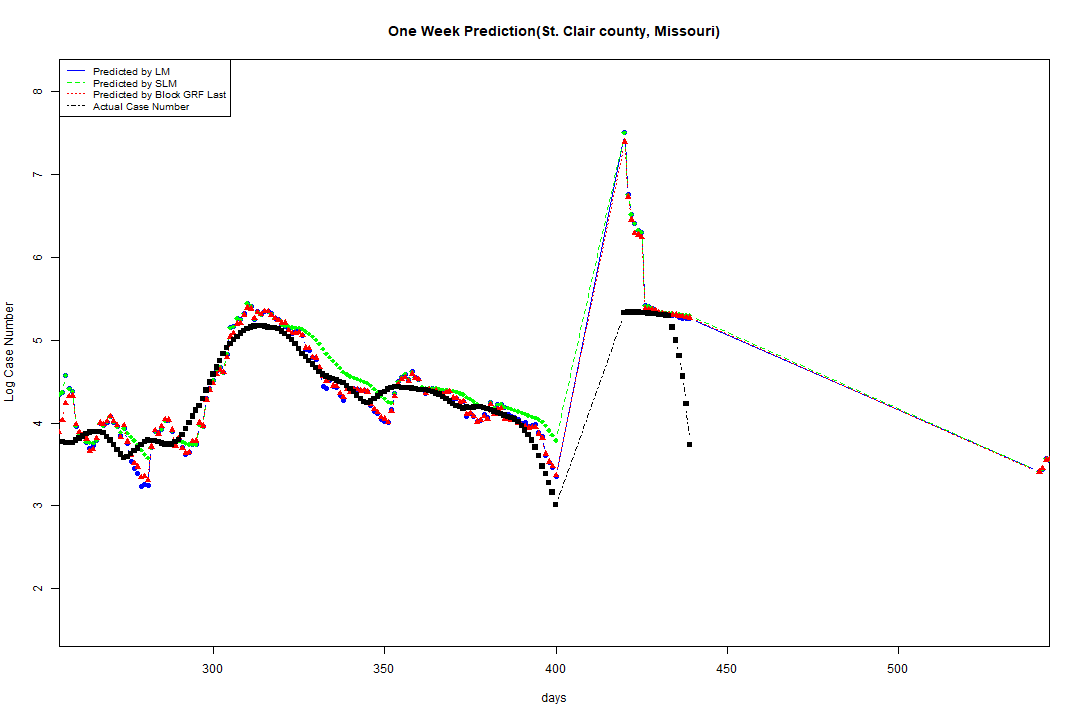 One Week Prediction(St. Clair county, Missouri)
Predicted by LM
Predicted by SLM
Predicted by Block GRF Last
Actual Case Number
8
7
6
5
4
3
2
Log Case Number
300 350 400 450 500
days